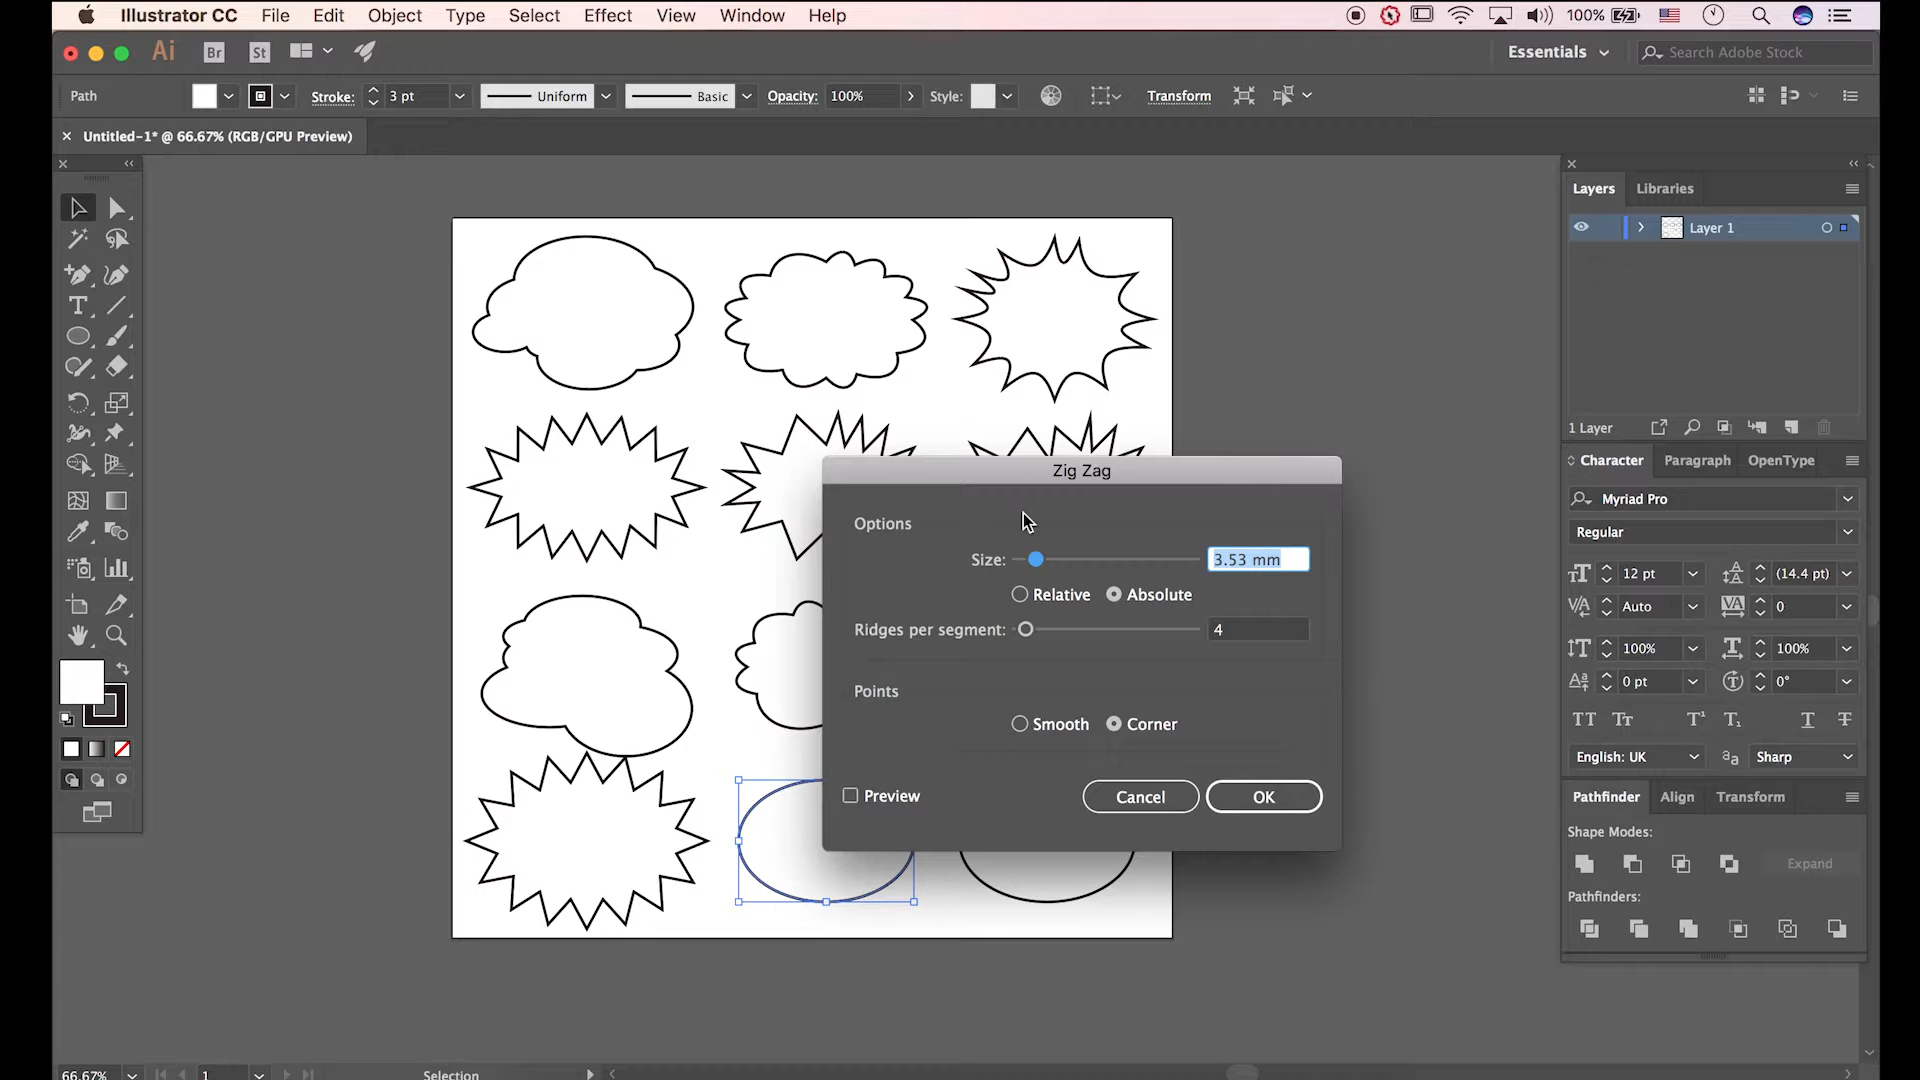 Illustrator CC File Edit Object Type Select Effect View Window Help 100%
Ai Br St Essentials Search Adobe Stock
Path Stroke: 3 pt Uniform Basic Opacity: 100% Style: Transform
Untitled-1* @ 66.67% (RGB/GPU Preview)
Layers Libraries
Layer 1
1 Layer
Character Paragraph OpenType
Myriad Pro
Regular
12 pt (14.4 pt)
Auto 0
100% 100%
0 pt 0°
English: UK Sharp
Pathfinder Align Transform
Shape Modes:
Expand
Pathfinders:
Zig Zag
Options
Size: 3.53 mm
Relative Absolute
Ridges per segment: 4
Points
Smooth Corner
Preview Cancel OK
66.67% 1 Selection